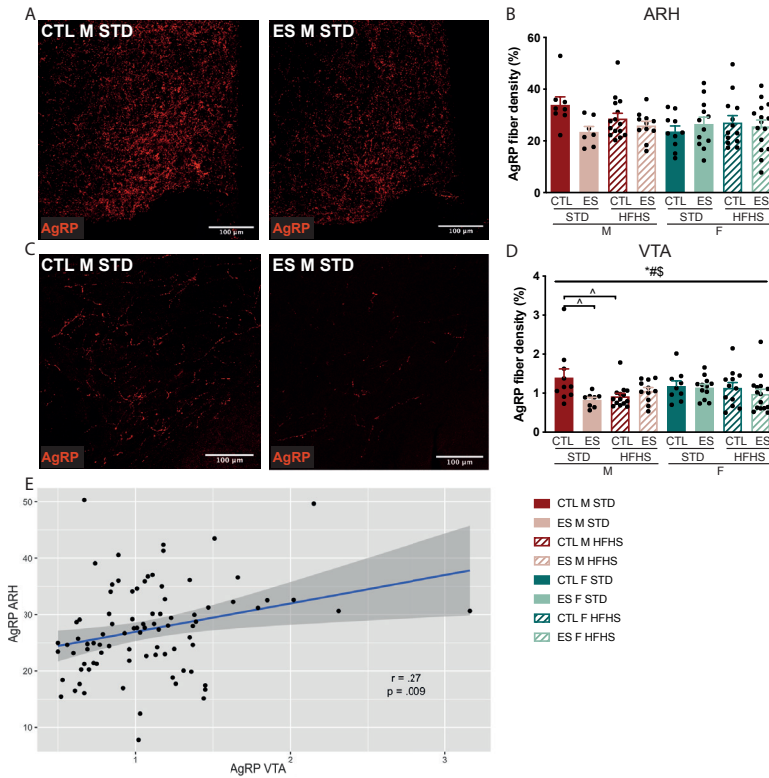 A
CTL M STD
AgRP
100 µm
ES M STD
AgRP
100 µm
B
ARH
AgRP fiber density (%)
60
40
20
0
CTL ES CTL ES CTL ES CTL ES
STD HFHS STD HFHS
M F
C
CTL M STD
AgRP
100 µm
ES M STD
AgRP
100 µm
D
VTA
*#$
^
^
AgRP fiber density (%)
4
3
2
1
0
CTL ES CTL ES CTL ES CTL ES
STD HFHS STD HFHS
M F
E
AgRP ARH
50
40
30
20
10
r = .27
p = .009
1 2 3
AgRP VTA
CTL M STD
ES M STD
CTL M HFHS
ES M HFHS
CTL F STD
ES F STD
CTL F HFHS
ES F HFHS